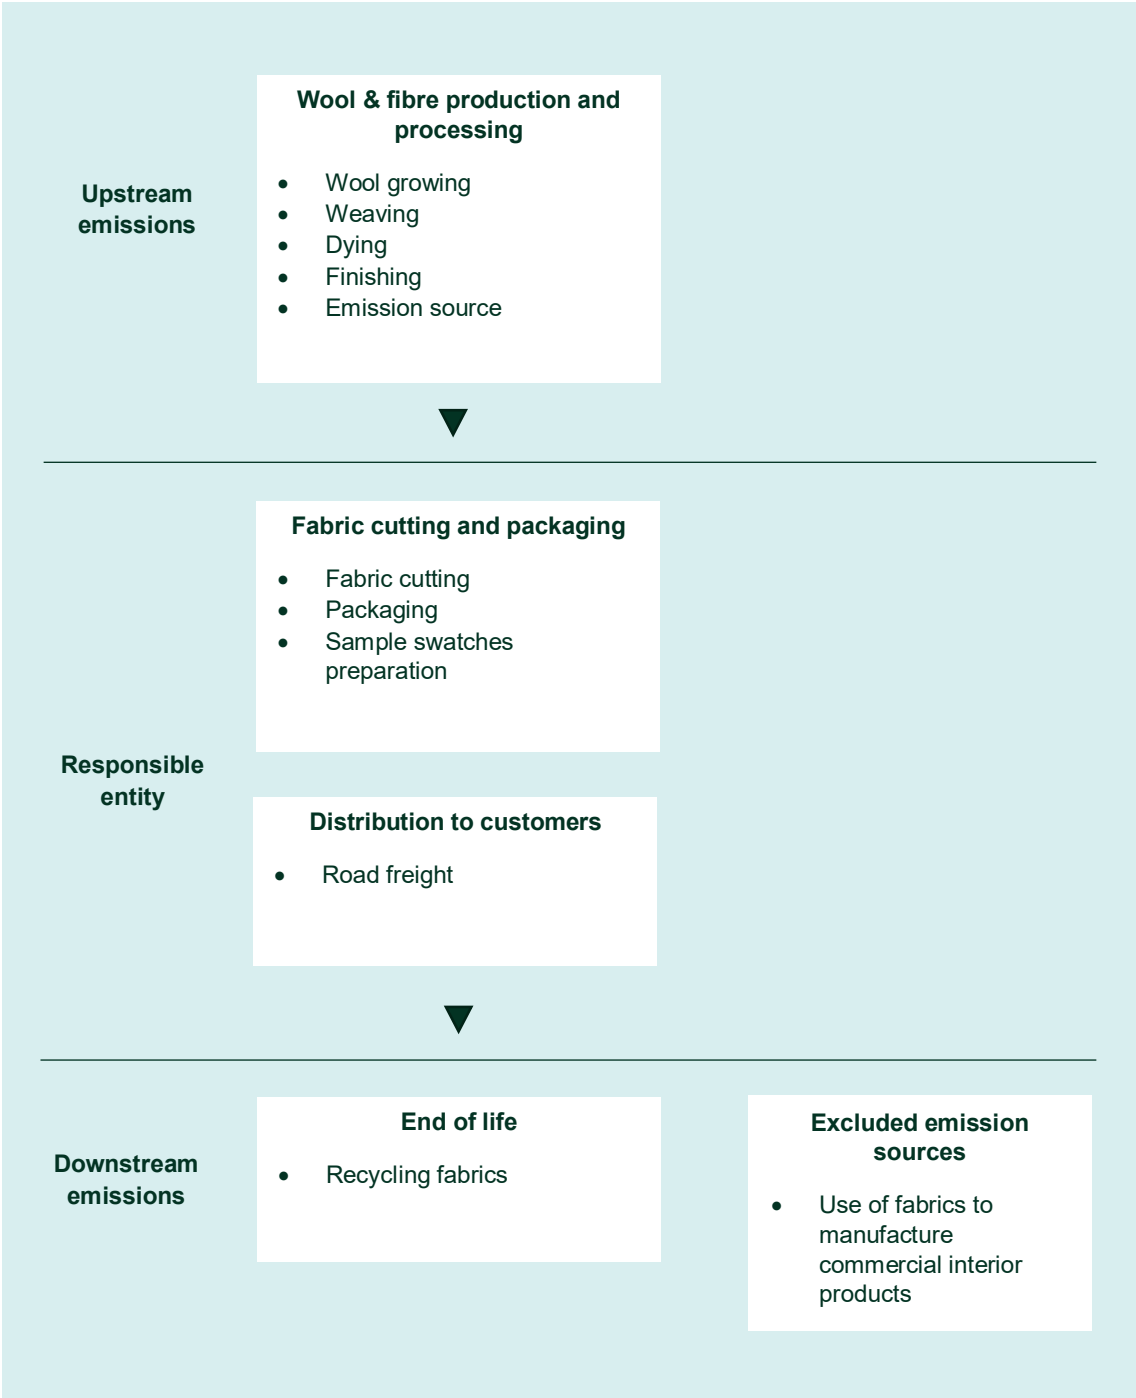 Upstream
emissions
Wool & fibre production and
processing
• Wool growing
• Weaving
• Dying
• Finishing
• Emission source
Responsible
entity
Fabric cutting and packaging
• Fabric cutting
• Packaging
• Sample swatches
preparation
Distribution to customers
• Road freight
Downstream
emissions
End of life
• Recycling fabrics
Excluded emission
sources
• Use of fabrics to
manufacture
commercial interior
products